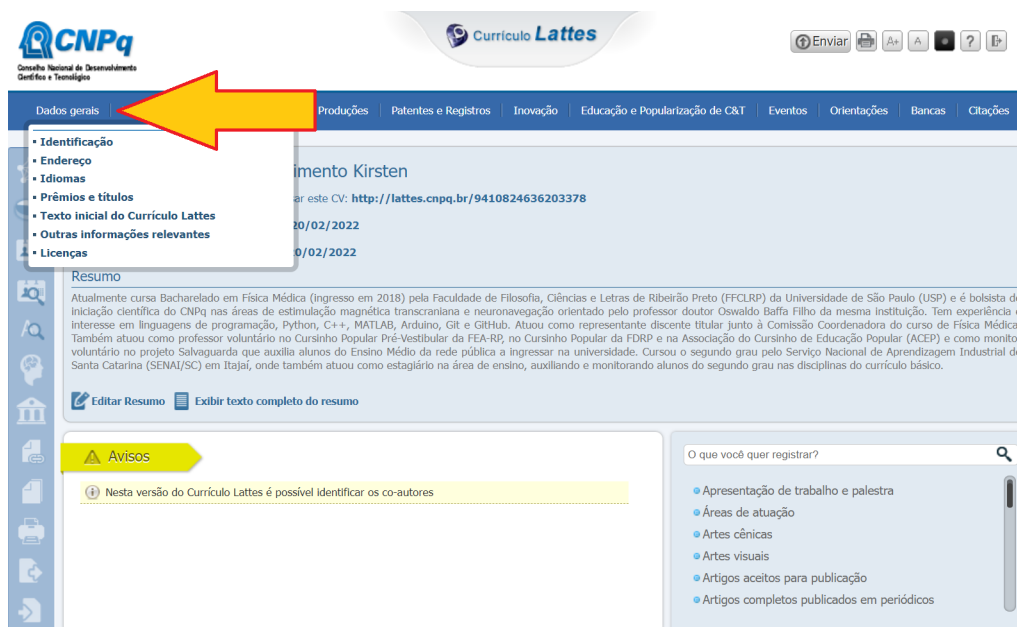 CNPq
Conselho Nacional de Desenvolvimento
Científico e Tecnológico
Currículo Lattes
Enviar
A+
A
?
Dados gerais
Produções
Patentes e Registros
Inovação
Educação e Popularização de C&T
Eventos
Orientações
Bancas
Citações
Identificação
Endereço
Idiomas
Prêmios e títulos
Texto inicial do Currículo Lattes
Outras informações relevantes
Licenças
imento Kirsten
ar este CV: http://lattes.cnpq.br/9410824636203378
20/02/2022
0/02/2022
Resumo
Atualmente cursa Bacharelado em Física Médica (ingresso em 2018) pela Faculdade de Filosofia, Ciências e Letras de Ribeirão Preto (FFCLRP) da Universidade de São Paulo (USP) e é bolsista d
iniciação científica do CNPq nas áreas de estimulação magnética transcraniana e neuronavegação orientado pelo professor doutor Oswaldo Baffa Filho da mesma instituição. Tem experiência
interesse em linguagens de programação, Python, C++, MATLAB, Arduino, Git e GitHub. Atuou como representante discente titular junto à Comissão Coordenadora do curso de Física Médica
Também atuou como professor voluntário no Cursinho Popular Pré-Vestibular da FEA-RP, no Cursinho Popular da FDRP e na Associação do Cursinho de Educação Popular (ACEP) e como monito
voluntário no projeto Salvaguarda que auxilia alunos do Ensino Médio da rede pública a ingressar na universidade. Cursou o segundo grau pelo Serviço Nacional de Aprendizagem Industrial d
Santa Catarina (SENAI/SC) em Itajaí, onde também atuou como estagiário na área de ensino, auxiliando e monitorando alunos do segundo grau nas disciplinas do currículo básico.
Editar Resumo Exibir texto completo do resumo
Avisos
Nesta versão do Currículo Lattes é possível identificar os co-autores
O que você quer registrar?
Apresentação de trabalho e palestra
Áreas de atuação
Artes cênicas
Artes visuais
Artigos aceitos para publicação
Artigos completos publicados em periódicos